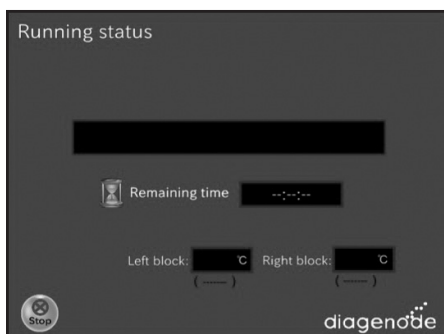 Running status
Remaining time --:--:--
Left block: °C Right block: °C
( ------ ) ( ------ )
Stop
diagenode